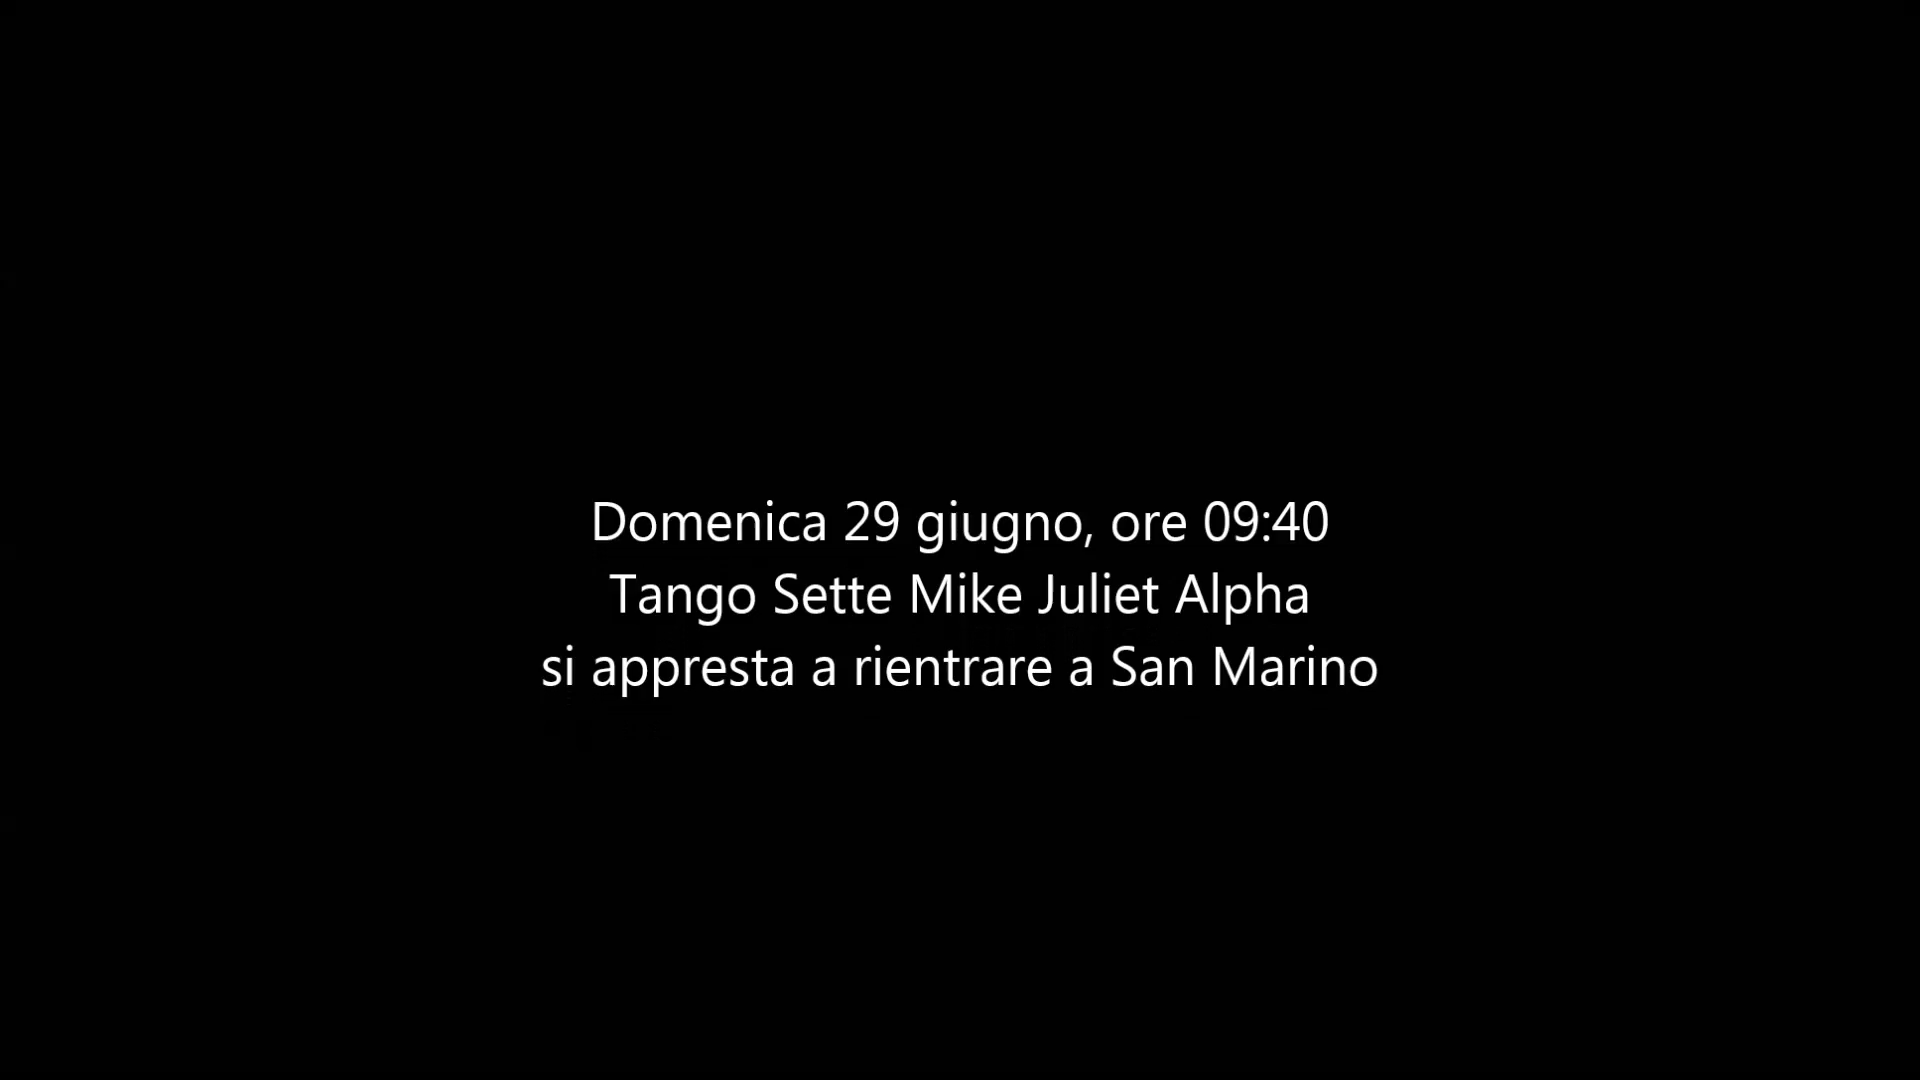 Domenica 29 giugno, ore 09:40
Tango Sette Mike Juliet Alpha
si appresta a rientrare a San Marino